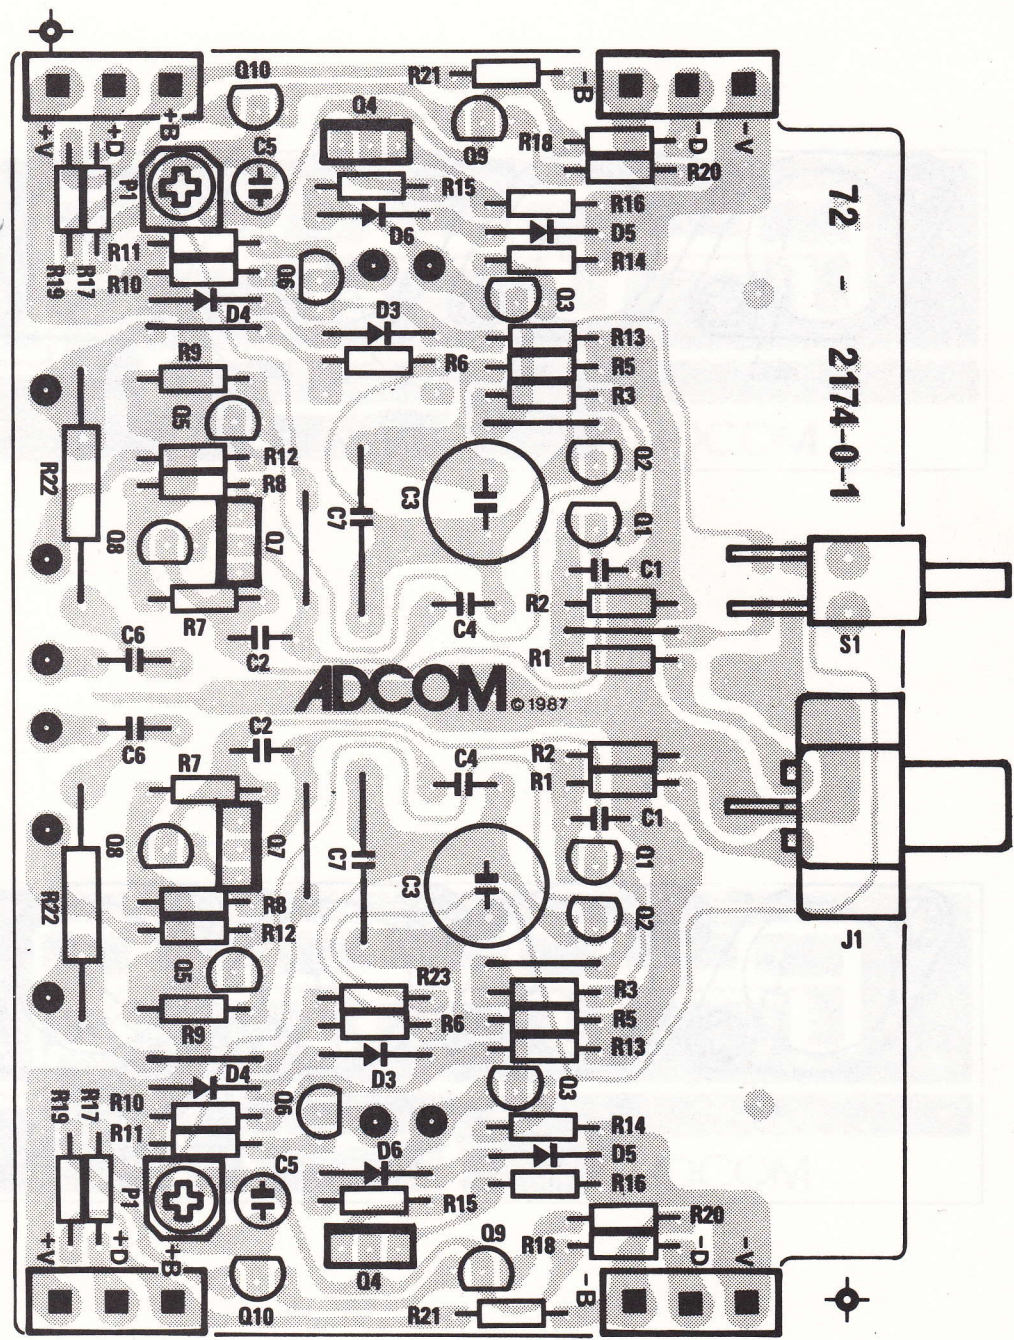 Q10
R21
-B
Q4
+V
+D
+B
C5
Q9
R18
-D
-V
R20
P1
R15
R16
D6
D5
R11
R14
R19
R17
R10
Q6
Q3
D4
D3
R13
R9
R6
R5
R3
Q5
R12
Q2
R22
R8
C3
C7
Q1
Q8
Q7
C1
R2
R7
C4
C6
C2
R1
S1
72 - 2174-0-1
ADCOM © 1987
C2
C6
R2
R7
C4
R1
C1
Q8
Q7
C7
C3
Q1
R22
R8
Q2
R12
J1
Q5
R23
R3
R9
R6
R5
R13
D4
D3
R19
R17
R10
Q6
Q3
R11
R14
D6
D5
C5
P1
R15
R16
R20
+V
+D
+B
Q9
R18
-D
-V
Q4
-B
Q10
R21